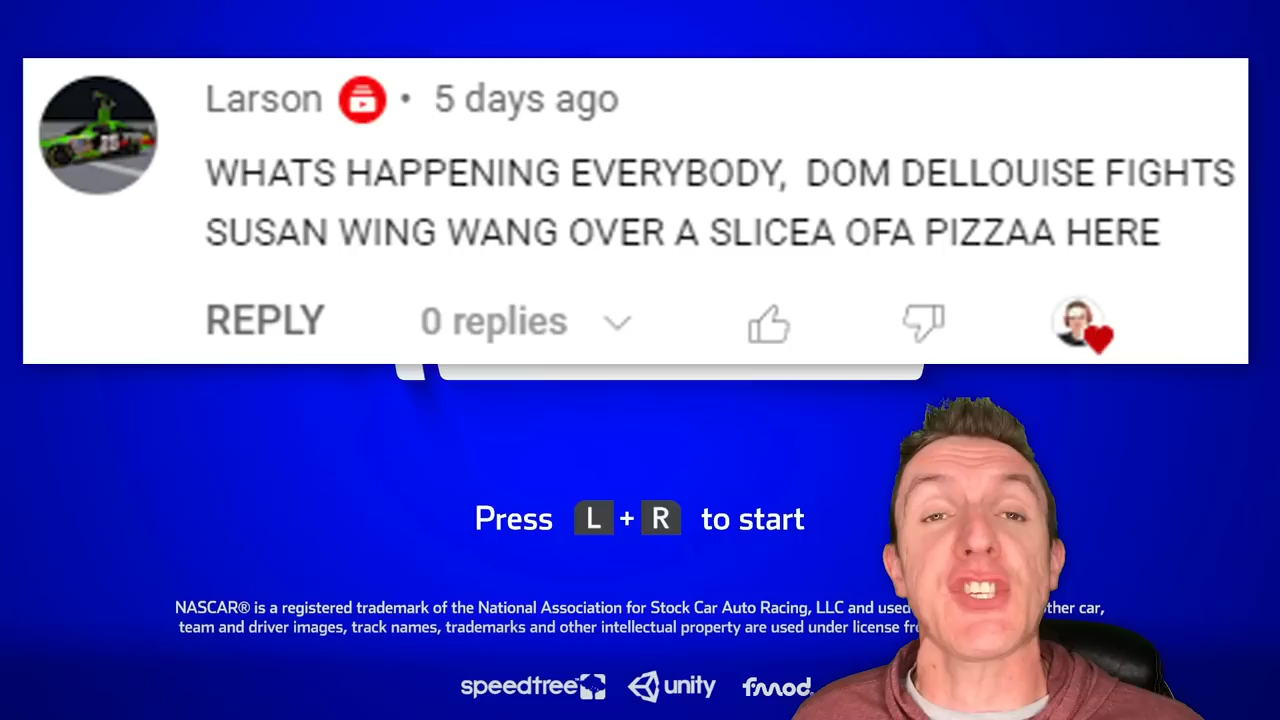 Larson • 5 days ago
WHATS HAPPENING EVERYBODY, DOM DELLOUISE FIGHTS
SUSAN WING WANG OVER A SLICEA OFA PIZZAA HERE
REPLY 0 replies
Press L + R to start
NASCAR® is a registered trademark of the National Association for Stock Car Auto Racing, LLC and used ther car,
team and driver images, track names, trademarks and other intellectual property are used under license
speedtree unity fmod